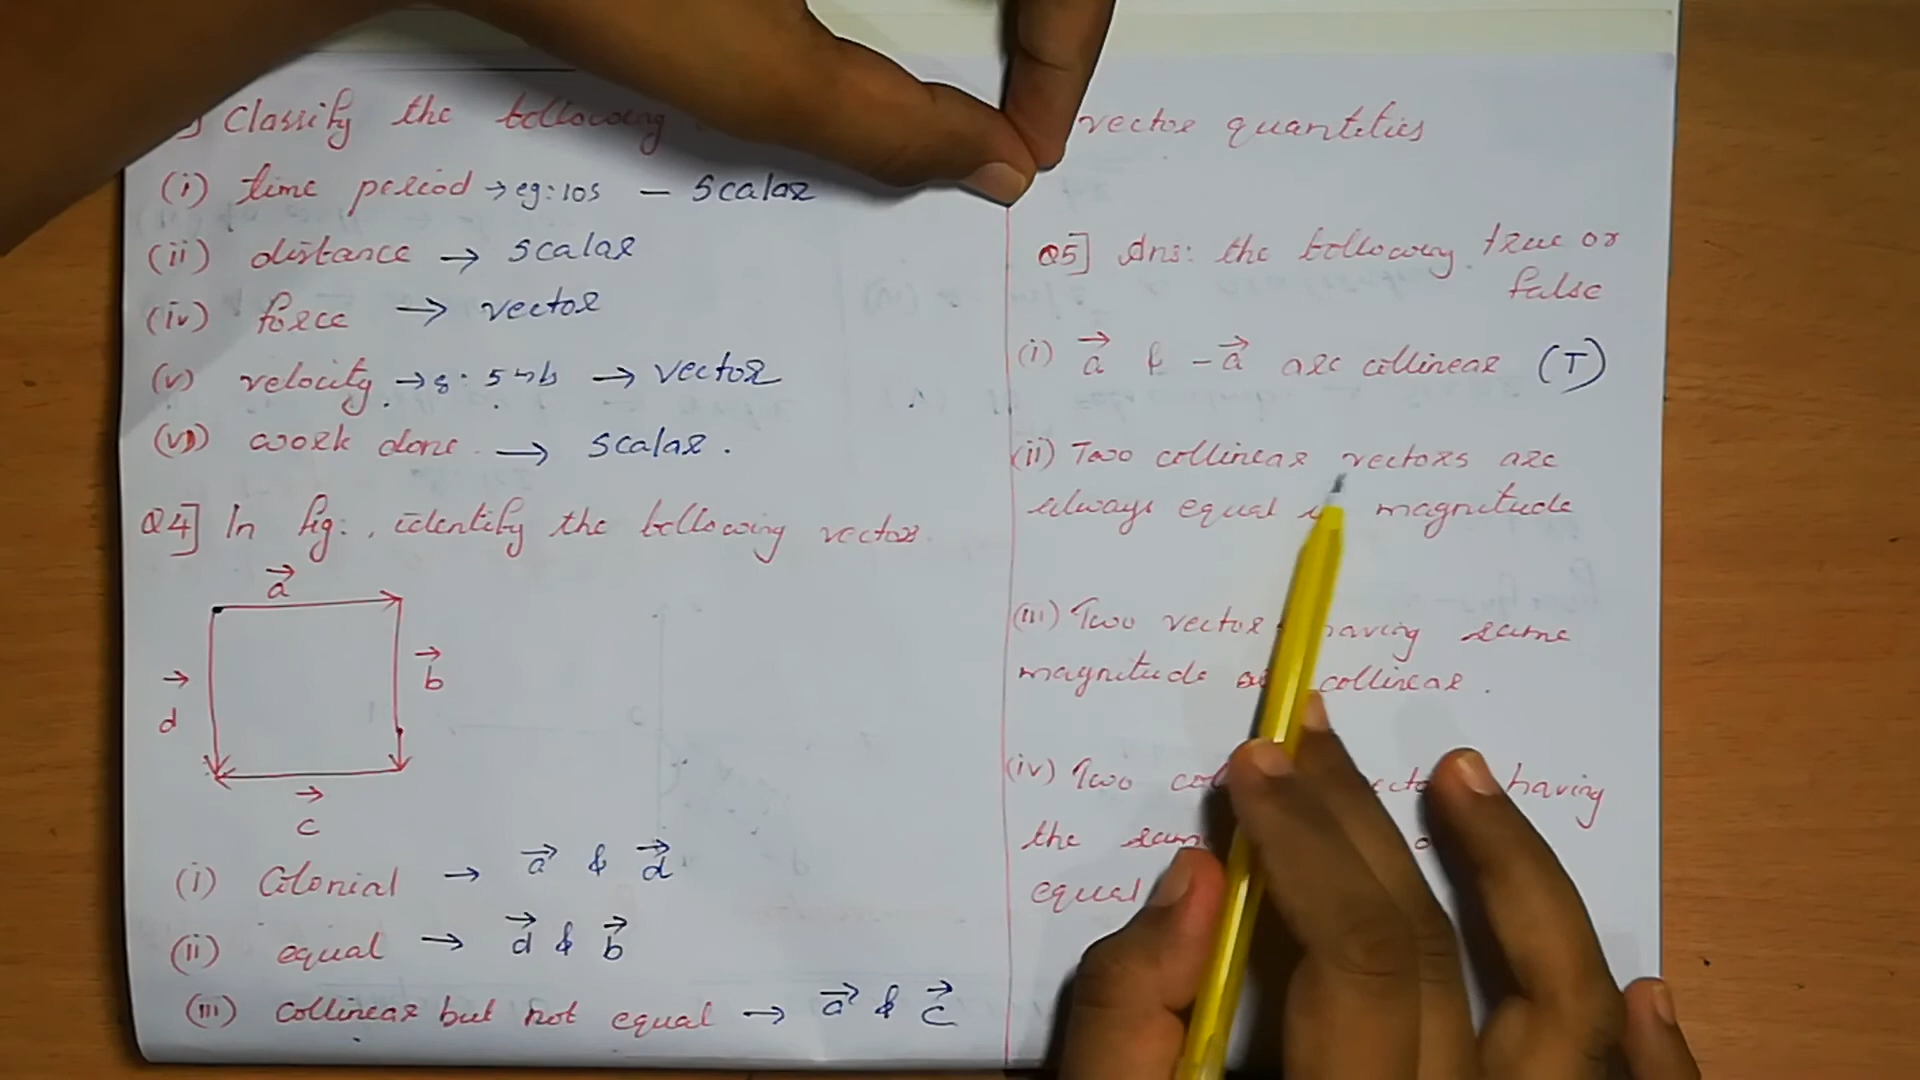 ] Classify the following
vector quantities
(i) time period → eg: 10s — Scalar
(ii) distance → scalar
(iv) force → vector
(v) velocity → → vector
(vi) work done → scalar.
Q4] In fig:, identify the following vectors
a
b
d
c
(i) Cotonial → a & d
(ii) equal → d & b
(iii) collinear but not equal → a & c
Q5] Ans: the following. true or
false
(i) a & -a are collinear (T)
(ii) Two collinear vectors are
always equal magnitude
(iii) Two vector having same
magnitude collinear.
(iv) Two having
the
equal